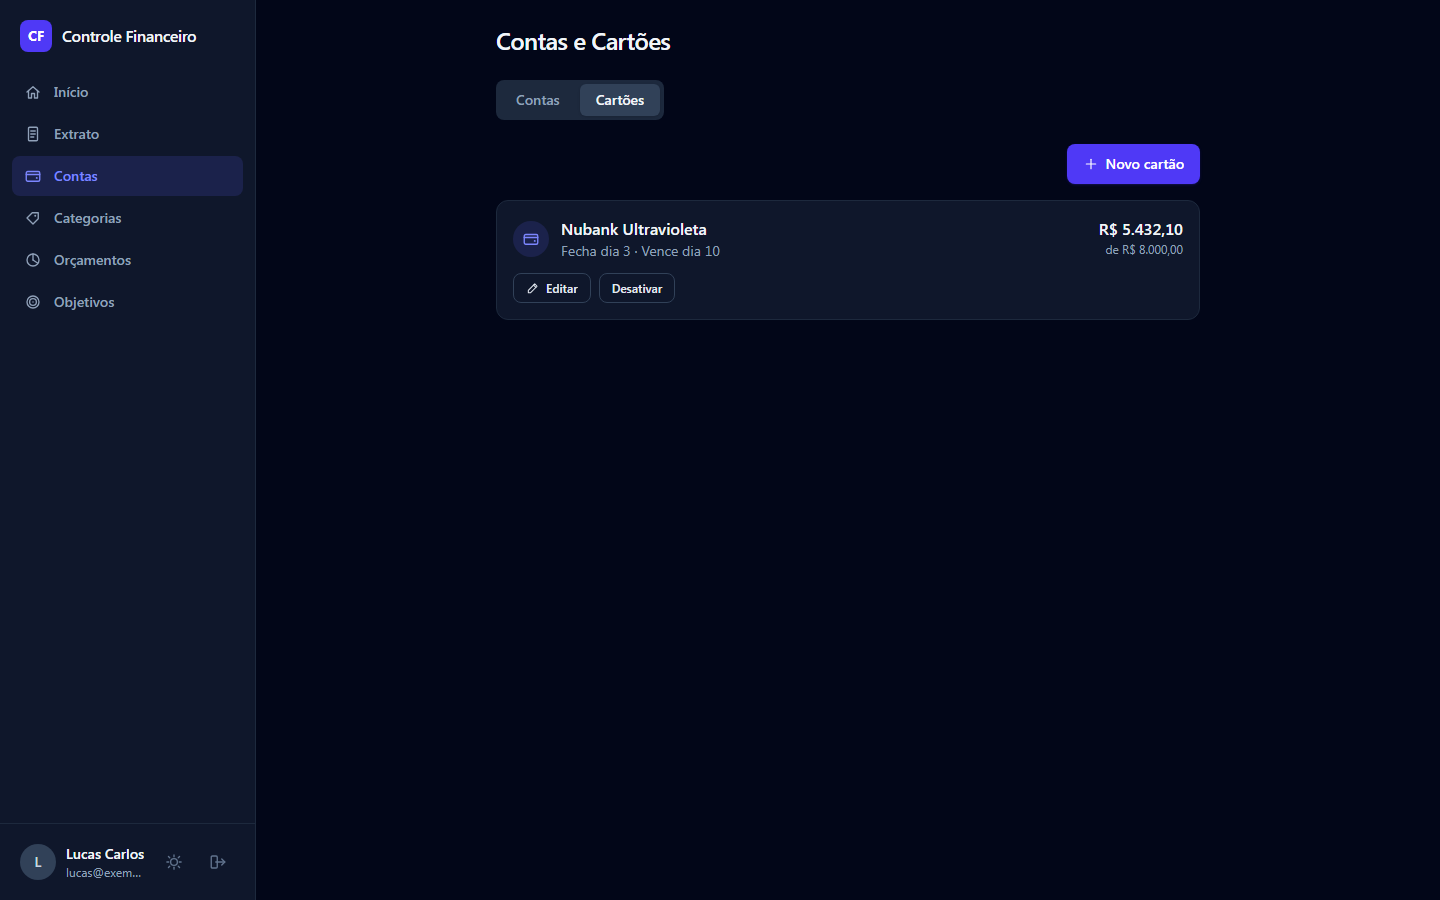 CF
Controle Financeiro
Início
Extrato
Contas
Categorias
Orçamentos
Objetivos
L
Lucas Carlos
lucas@exem...
Contas e Cartões
Contas
Cartões
+ Novo cartão
Nubank Ultravioleta
Fecha dia 3 · Vence dia 10
R$ 5.432,10
de R$ 8.000,00
Editar
Desativar